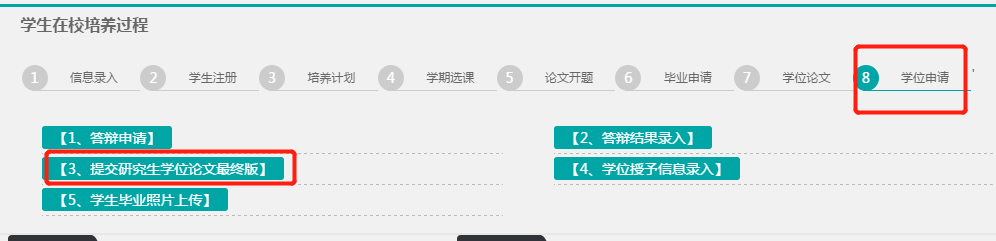 学生在校培养过程
1 信息录入 2 学生注册 3 培养计划 4 学期选课 5 论文开题 6 毕业申请 7 学位论文 8 学位申请
【1、答辩申请】 【2、答辩结果录入】
【3、提交研究生学位论文最终版】 【4、学位授予信息录入】
【5、学生毕业照片上传】